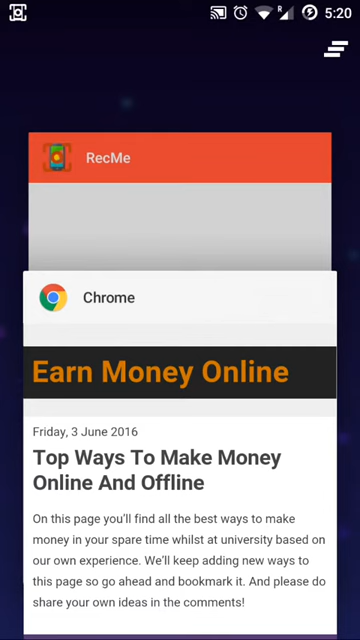 R
5:20
RecMe
Chrome
Earn Money Online
Friday, 3 June 2016
Top Ways To Make Money
Online And Offline
On this page you'll find all the best ways to make
money in your spare time whilst at university based on
our own experience. We'll keep adding new ways to
this page so go ahead and bookmark it. And please do
share your own ideas in the comments!